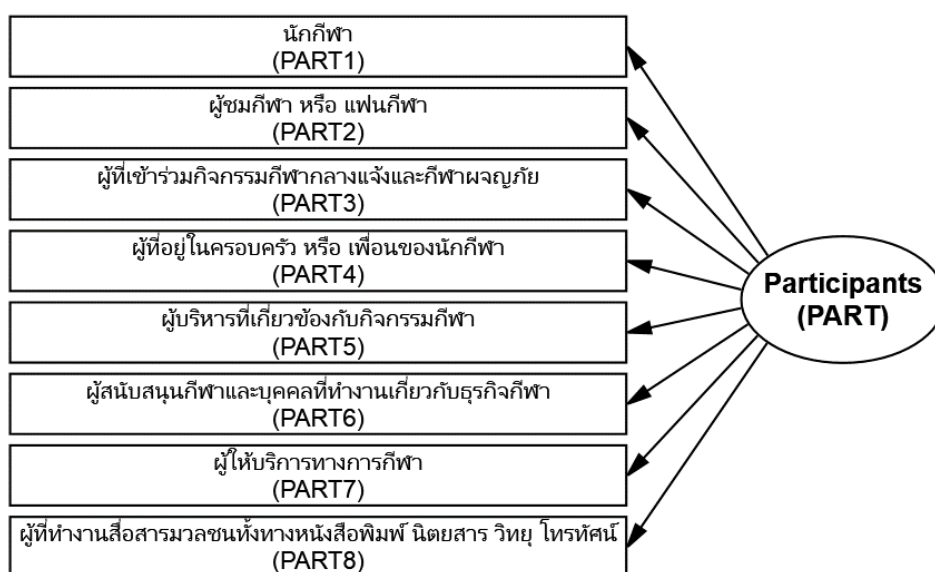 นักกีฬา
(PART1)
ผู้ชมกีฬา หรือ แฟนกีฬา
(PART2)
ผู้ที่เข้าร่วมกิจกรรมกีฬากลางแจ้งและกีฬาผจญภัย
(PART3)
ผู้ที่อยู่ในครอบครัว หรือ เพื่อนของนักกีฬา
(PART4)
ผู้บริหารที่เกี่ยวข้องกับกิจกรรมกีฬา
(PART5)
ผู้สนับสนุนกีฬาและบุคคลที่ทำงานเกี่ยวกับธุรกิจกีฬา
(PART6)
ผู้ให้บริการทางการกีฬา
(PART7)
ผู้ที่ทำงานสื่อสารมวลชนทั้งทางหนังสือพิมพ์ นิตยสาร วิทยุ โทรทัศน์
(PART8)
Participants
(PART)